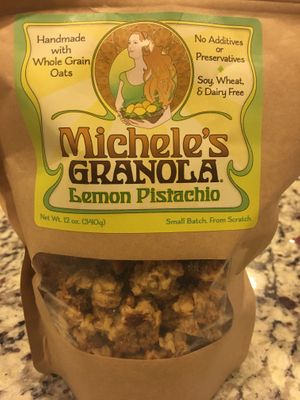 Handmade
with
Whole Grain
Oats
No Additives
or
Preservatives
Soy, Wheat,
& Dairy Free
Michele's
GRANOLA
Lemon Pistachio
Net Wt. 12 oz. (340g)
Small Batch. From Scratch.